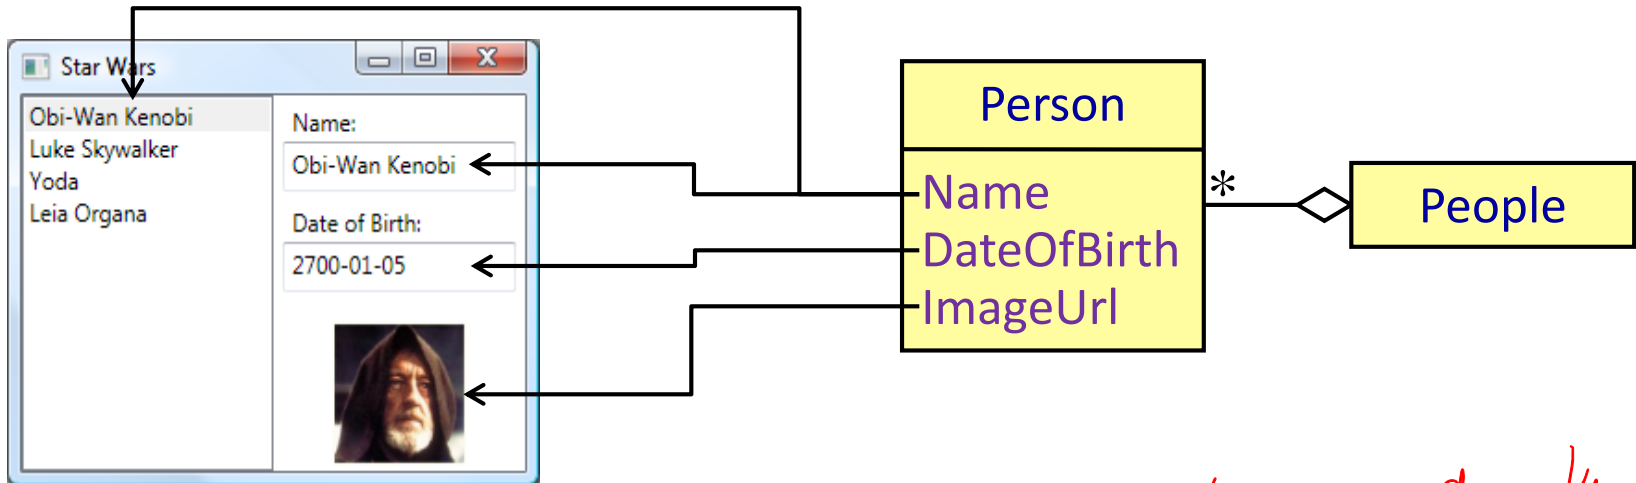 Star Wars
Obi-Wan Kenobi
Luke Skywalker
Yoda
Leia Organa
Name:
Obi-Wan Kenobi
Date of Birth:
2700-01-05
Person
Name
DateOfBirth
ImageUrl
*
People